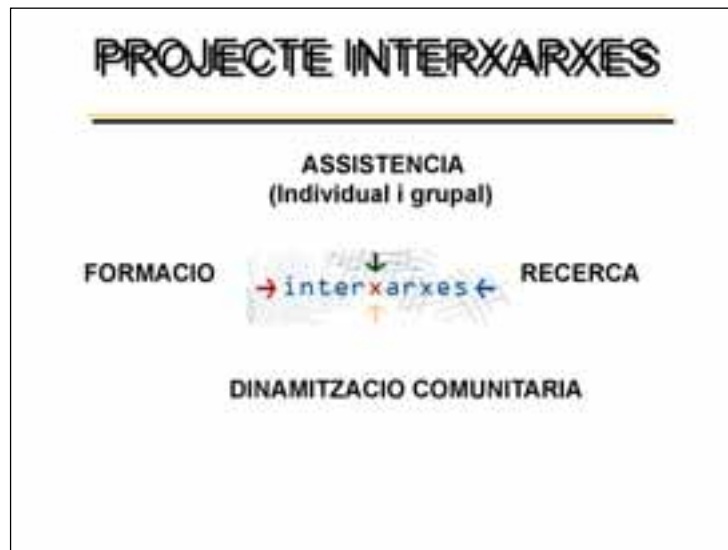 PROJECTE INTERXARXES
ASSISTENCIA
(Individual i grupal)
FORMACIO
interxarxes
RECERCA
DINAMITZACIO COMUNITARIA